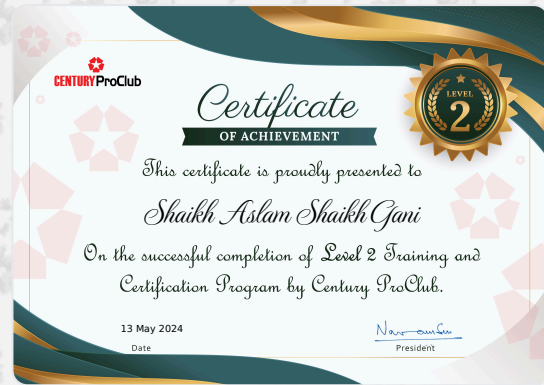 CENTURY ProClub
Certificate
OF ACHIEVEMENT
LEVEL
2
This certificate is proudly presented to
Shaikh Aslam Shaikh Gani
On the successful completion of Level 2 Training and
Certification Program by Century ProClub.
13 May 2024
Date
President